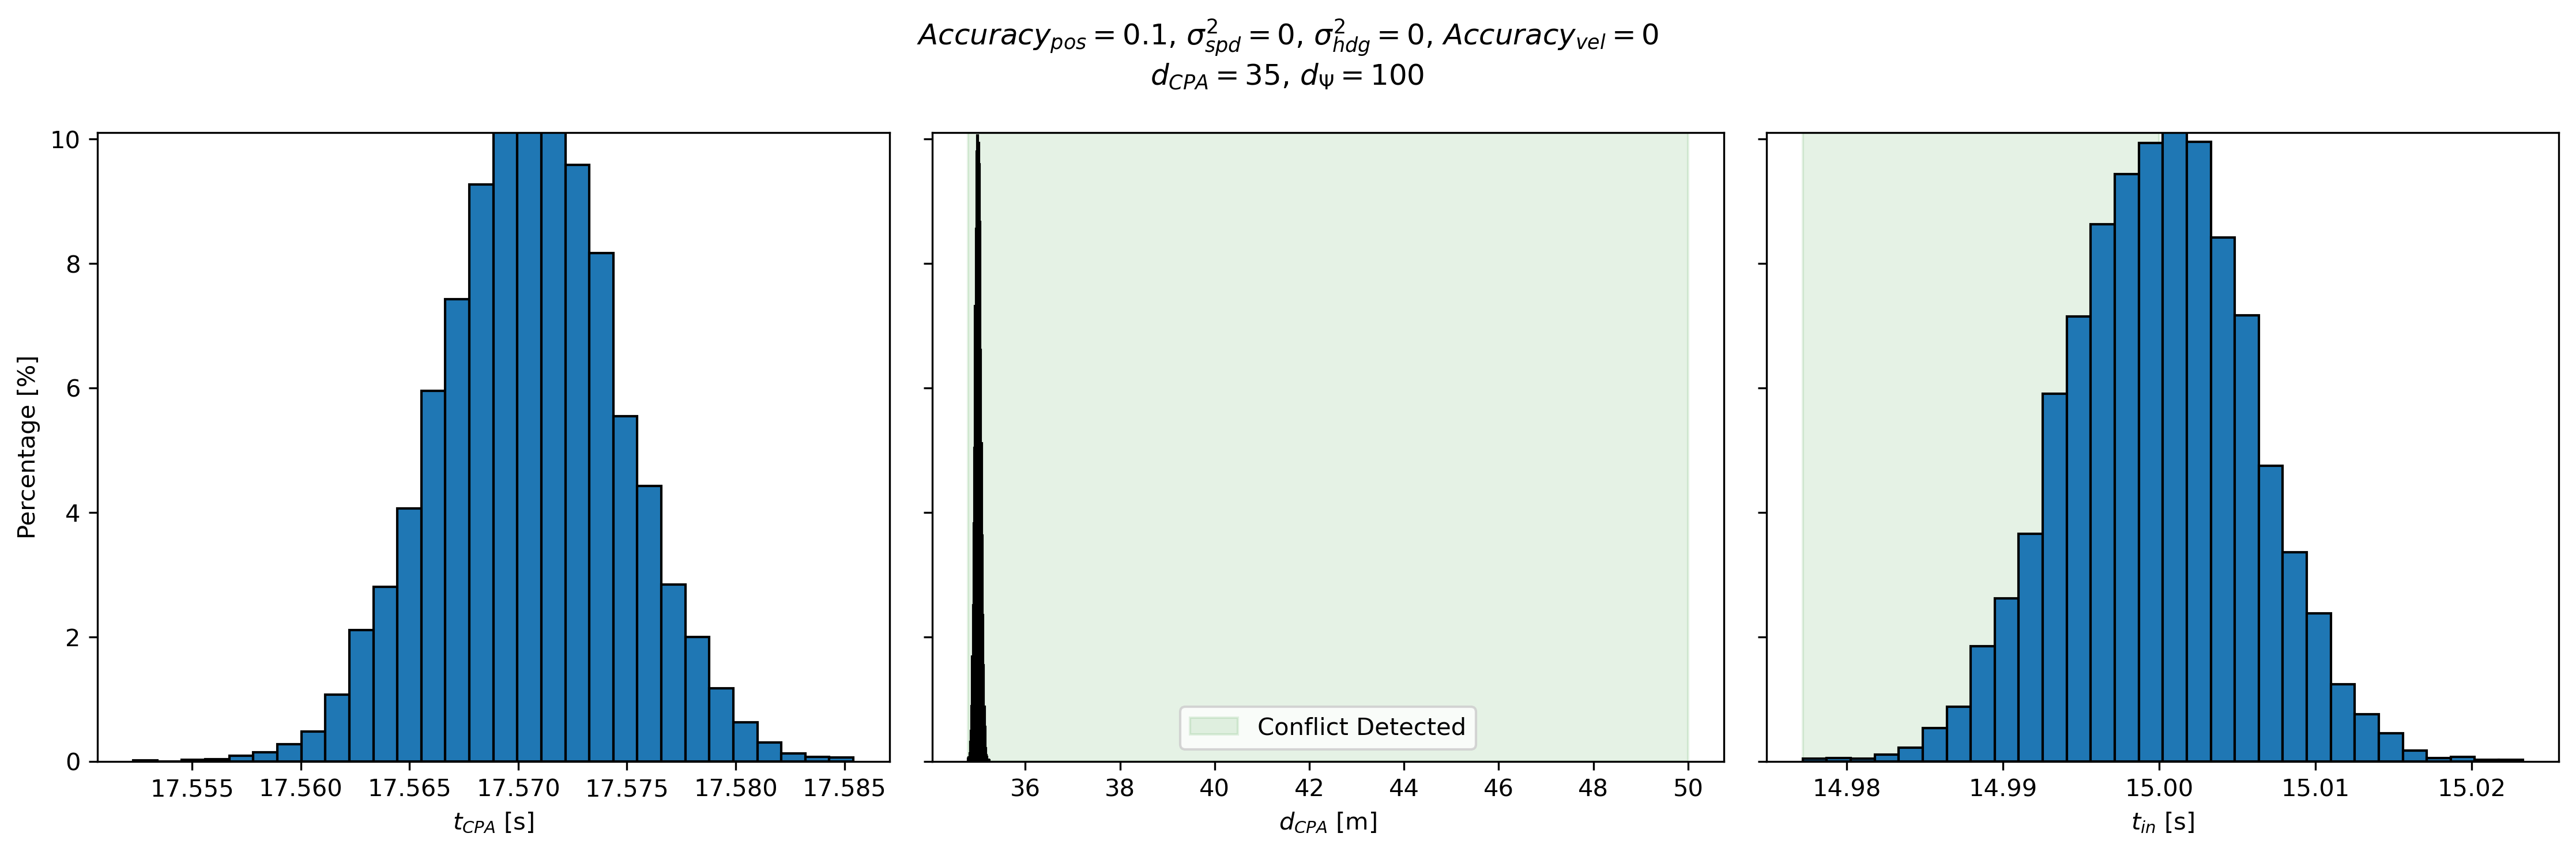 Accuracy_pos = 0.1, σ²_spd = 0, σ²_hdg = 0, Accuracy_vel = 0
d_CPA = 35, d_Ψ = 100
Percentage [%]
10
8
6
4
2
0
17.555 17.560 17.565 17.570 17.575 17.580 17.585
t_CPA [s]
Conflict Detected
36 38 40 42 44 46 48 50
d_CPA [m]
14.98 14.99 15.00 15.01 15.02
t_in [s]